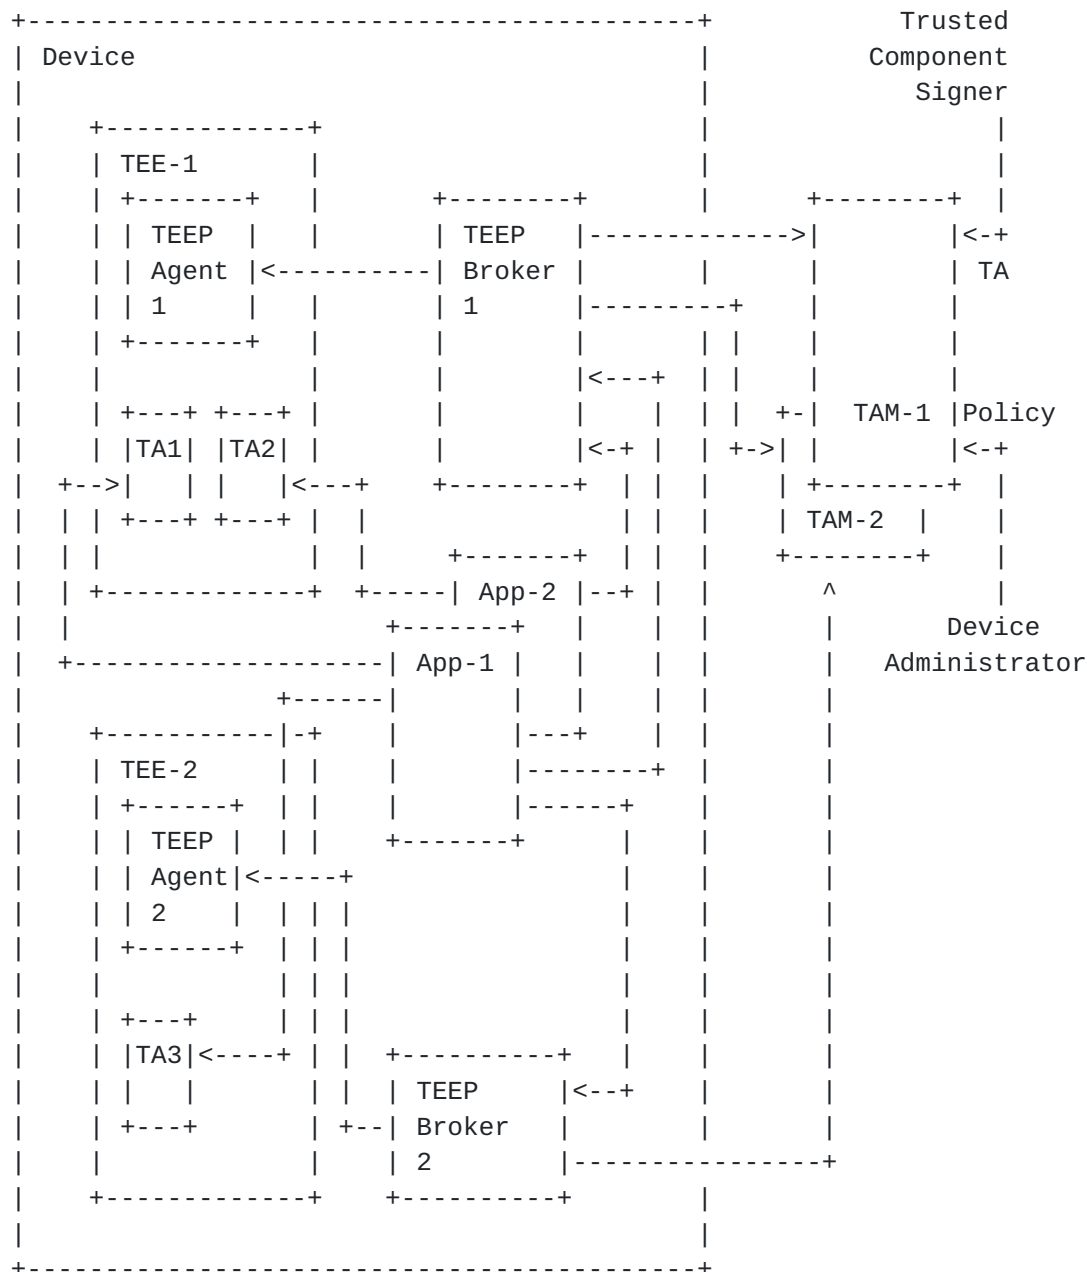 Trusted
Device
Component
Signer
TEE-1
TEEP
TEEP
Agent
Broker
TA
1
1
TAM-1
Policy
TA1
TA2
TAM-2
App-2
Device
App-1
Administrator
TEE-2
TEEP
Agent
2
TA3
TEEP
Broker
2